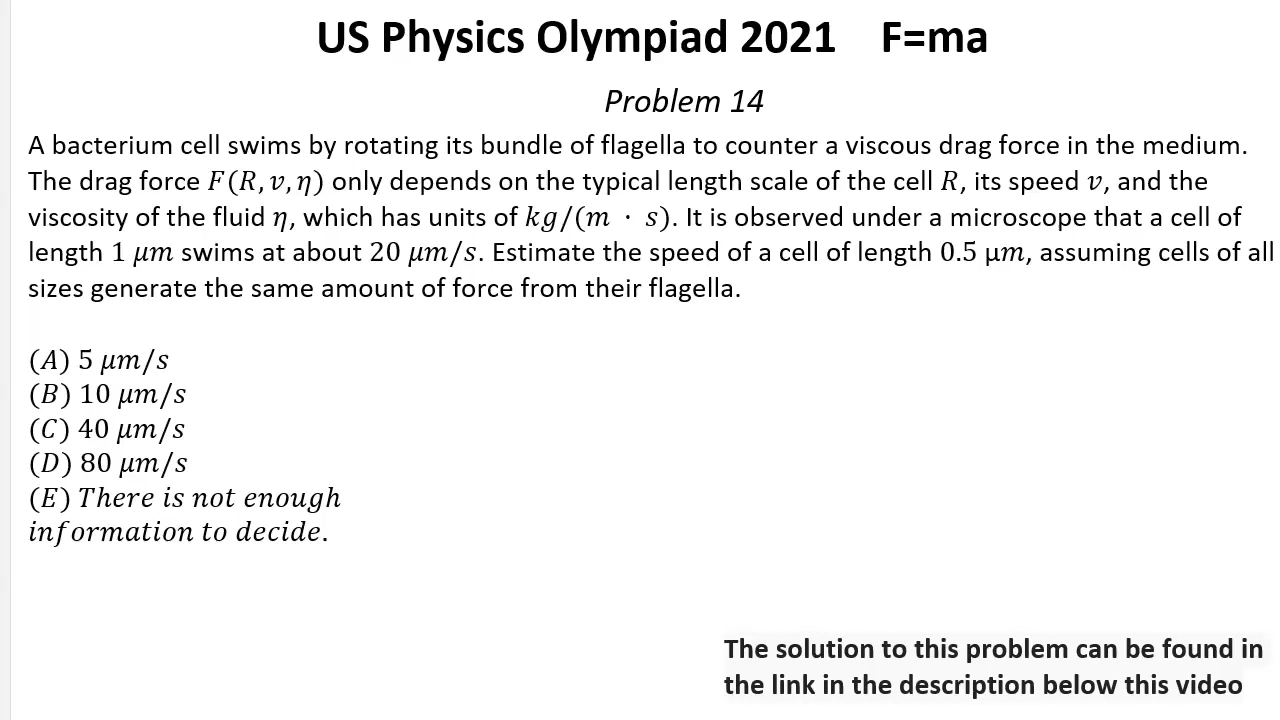 US Physics Olympiad 2021 F=ma
Problem 14
A bacterium cell swims by rotating its bundle of flagella to counter a viscous drag force in the medium.
The drag force F(R, v, η) only depends on the typical length scale of the cell R, its speed v, and the
viscosity of the fluid η, which has units of kg/(m · s). It is observed under a microscope that a cell of
length 1 μm swims at about 20 μm/s. Estimate the speed of a cell of length 0.5 μm, assuming cells of all
sizes generate the same amount of force from their flagella.
(A) 5 μm/s
(B) 10 μm/s
(C) 40 μm/s
(D) 80 μm/s
(E) There is not enough
information to decide.
The solution to this problem can be found in
the link in the description below this video